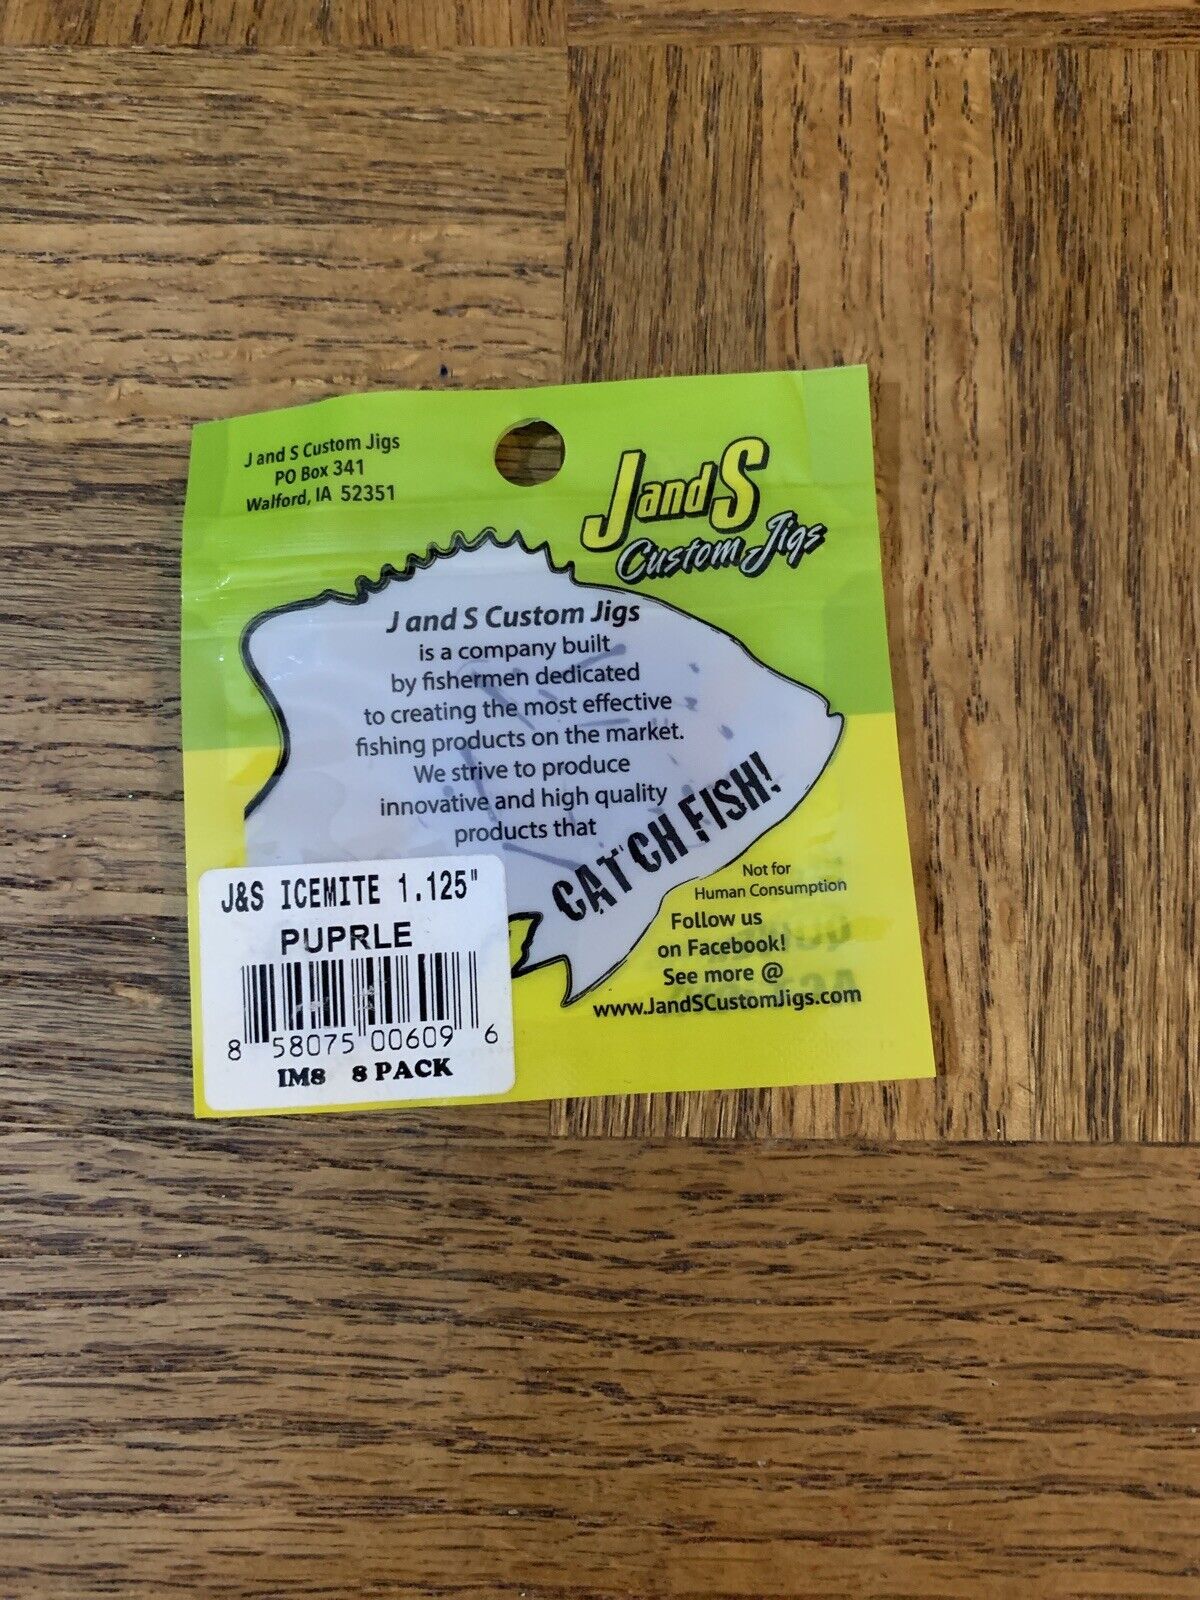 J and S Custom Jigs
PO Box 341
Walford, IA 52351
J and S
Custom Jigs
J and S Custom Jigs
is a company built
by fishermen dedicated
to creating the most effective
fishing products on the market.
We strive to produce
innovative and high quality
products that
CATCH FISH!
Not for
Human Consumption
Follow us
on Facebook!
See more @
www.JandSCustomJigs.com
J&S ICEMITE 1.125"
PUPRLE
8 58075 00609 6
IM8 8 PACK